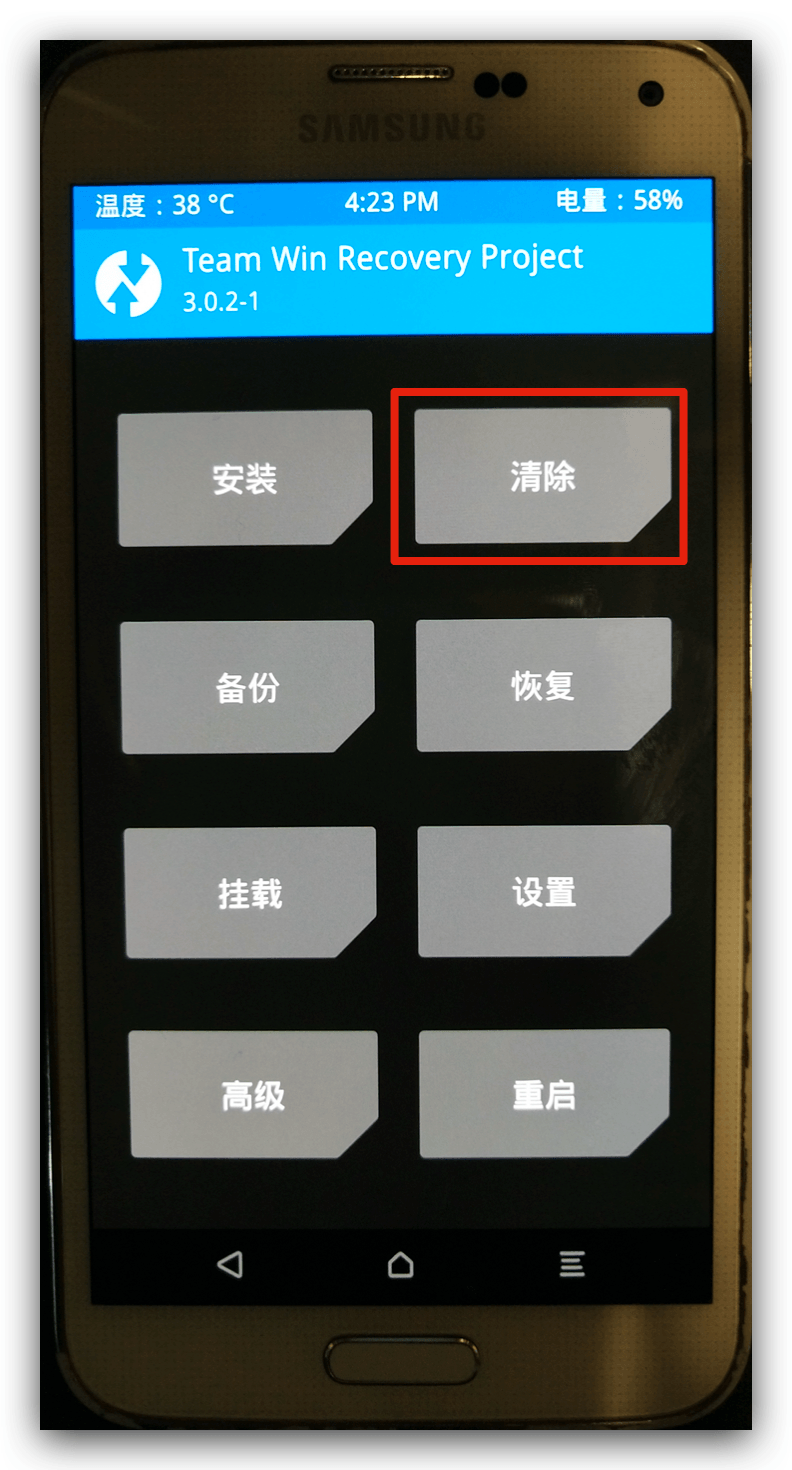 SAMSUNG
温度：38 °C
4:23 PM
电量：58%
Team Win Recovery Project
3.0.2-1
安装
清除
备份
恢复
挂载
设置
高级
重启